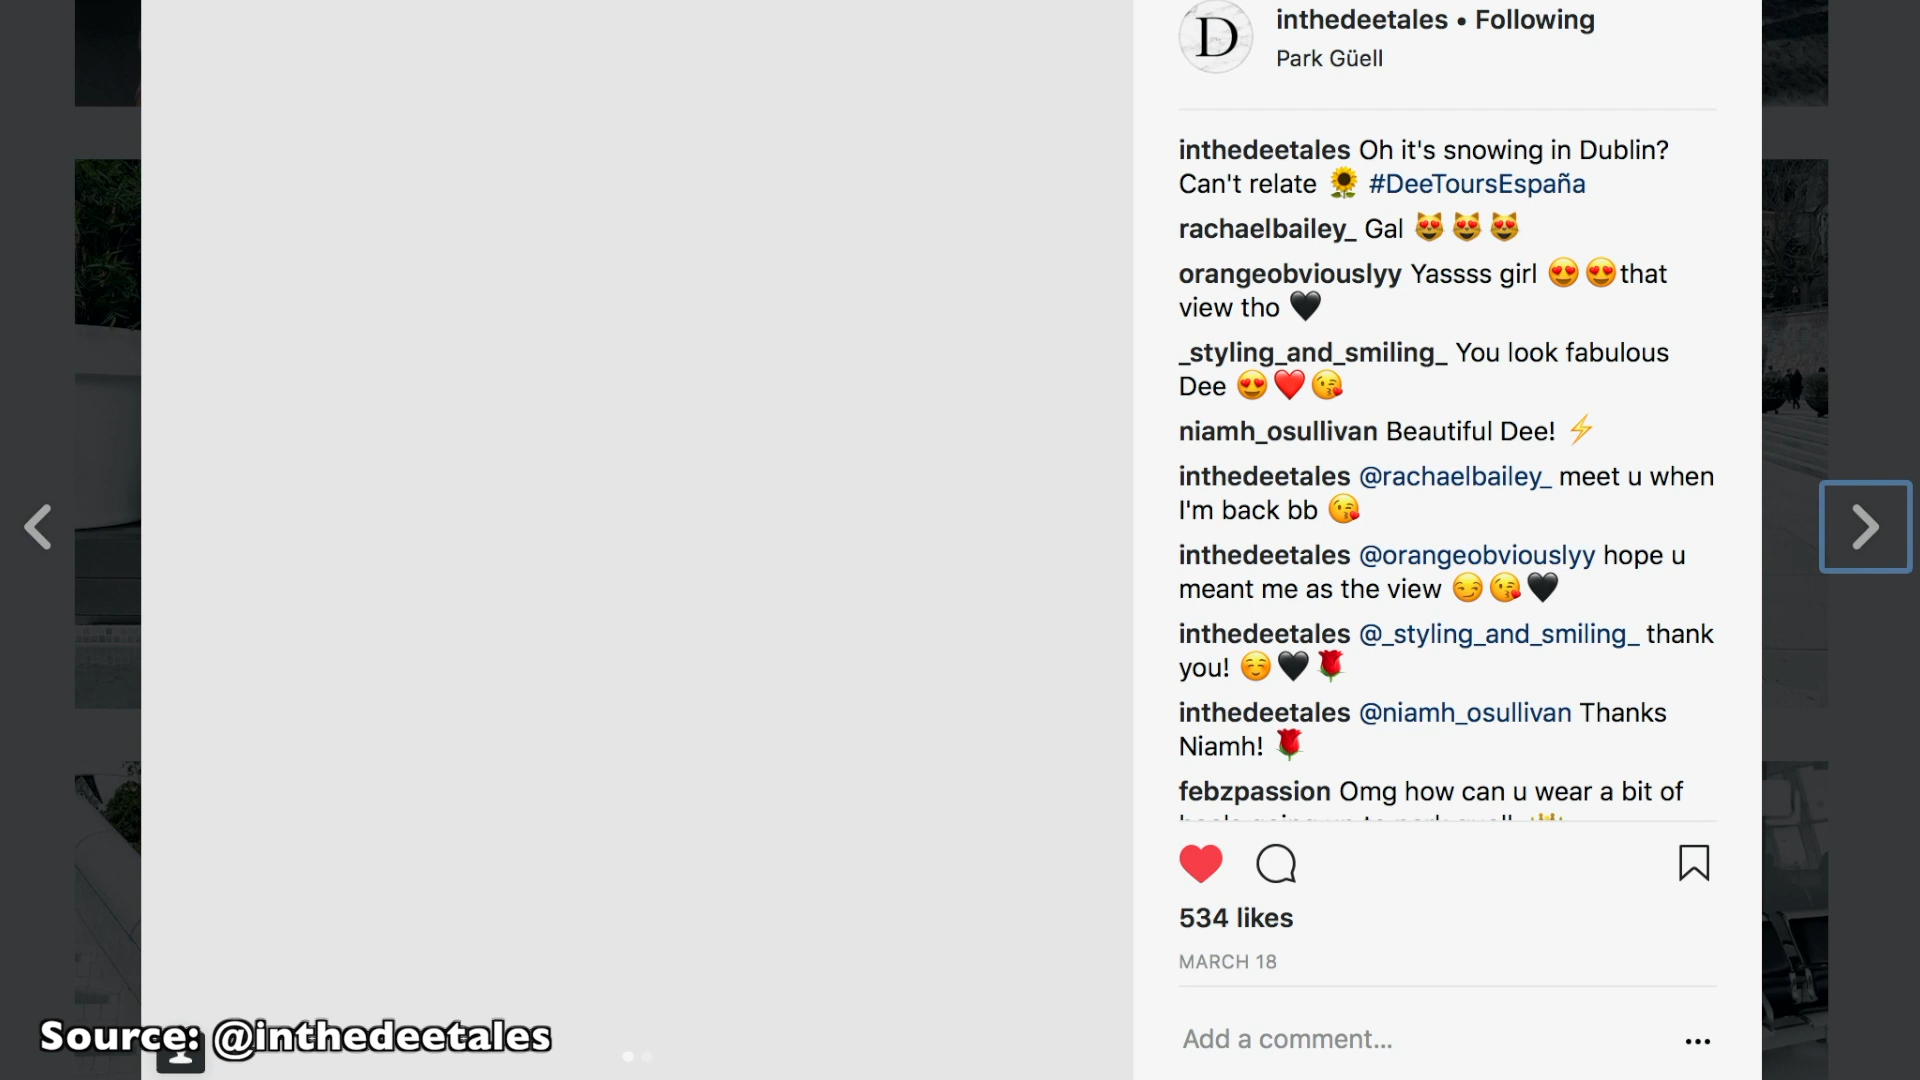 D
inthedeetales • Following
Park Güell
inthedeetales Oh it's snowing in Dublin?
Can't relate 🌻 #DeeToursEspaña
rachaelbailey_ Gal 😻😻😻
orangeobviouslyy Yassss girl 😍😍that
view tho 🖤
_styling_and_smiling_ You look fabulous
Dee 😍❤️😘
niamh_osullivan Beautiful Dee! ⚡
inthedeetales @rachaelbailey_ meet u when
I'm back bb 😘
inthedeetales @orangeobviouslyy hope u
meant me as the view 😏😘🖤
inthedeetales @_styling_and_smiling_ thank
you! ☺️🖤🌹
inthedeetales @niamh_osullivan Thanks
Niamh! 🌹
febzpassion Omg how can u wear a bit of
534 likes
MARCH 18
Add a comment...
Source: @inthedeetales